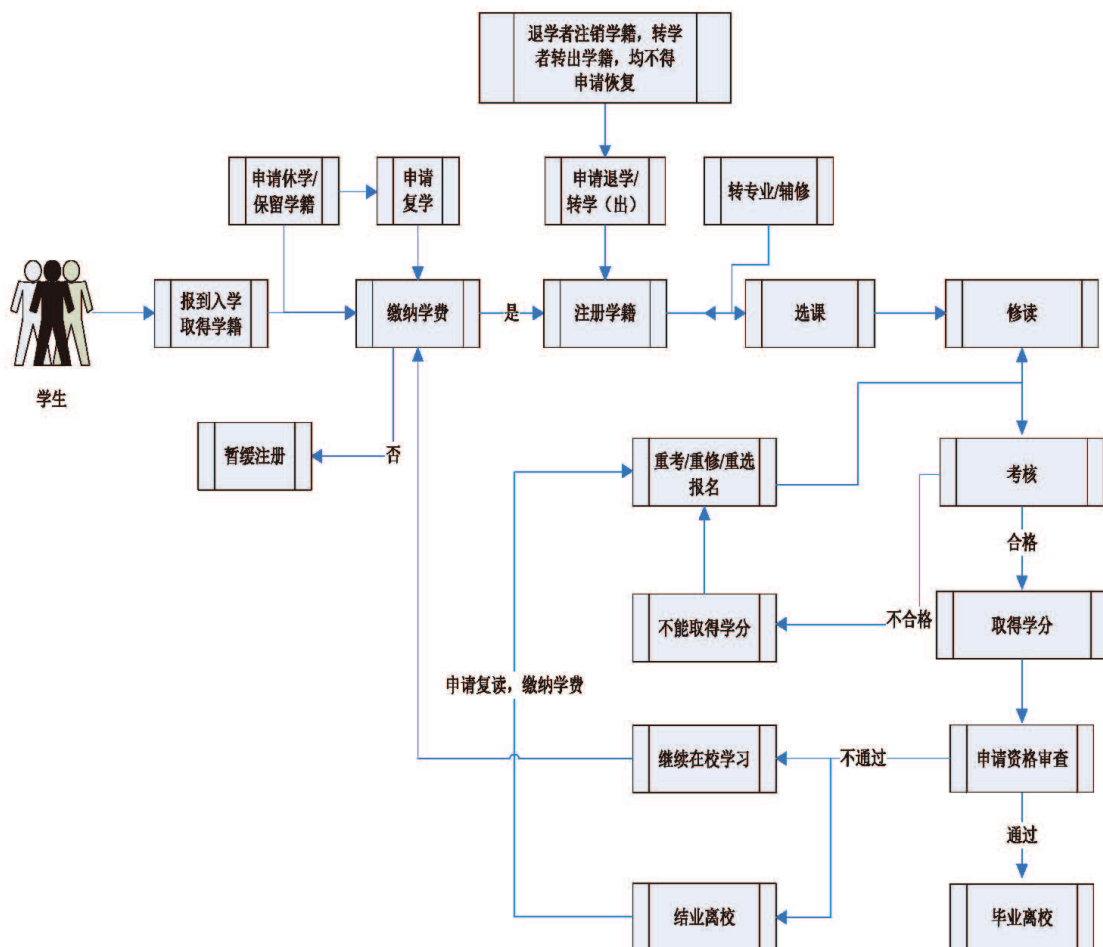 退学者注销学籍，转学
者转出学籍，均不得
申请恢复
申请休学/
保留学籍
申请
复学
申请退学/
转学（出）
转专业/辅修
报到入学
取得学籍
缴纳学费
是
注册学籍
选课
修读
学生
暂缓注册
否
重考/重修/重选
报名
考核
合格
不能取得学分
不合格
取得学分
申请复读，缴纳学费
继续在校学习
不通过
申请资格审查
通过
结业离校
毕业离校